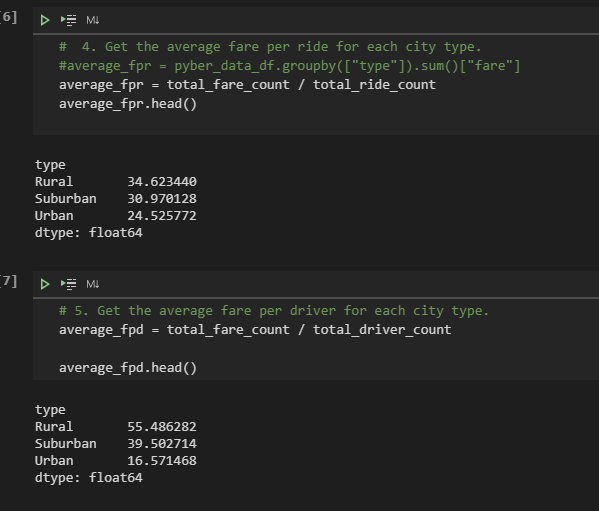 [6]
M↓
#  4. Get the average fare per ride for each city type.
#average_fpr = pyber_data_df.groupby(["type"]).sum()["fare"]
average_fpr = total_fare_count / total_ride_count
average_fpr.head()
type
Rural       34.623440
Suburban    30.970128
Urban       24.525772
dtype: float64
[7]
M↓
# 5. Get the average fare per driver for each city type.
average_fpd = total_fare_count / total_driver_count
average_fpd.head()
type
Rural       55.486282
Suburban    39.502714
Urban       16.571468
dtype: float64